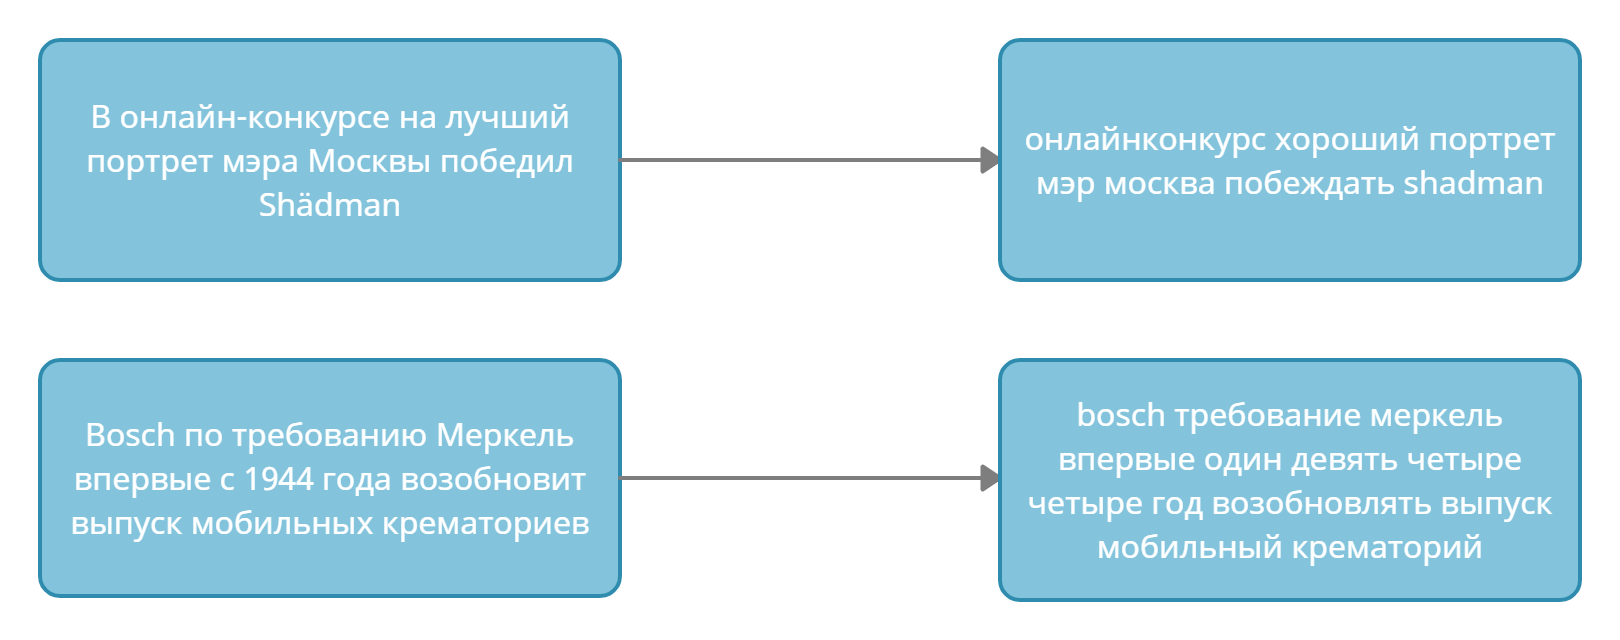 В онлайн-конкурсе на лучший
портрет мэра Москвы победил
Shädman
онлайнконкурс хороший портрет
мэр москва побеждать shadman
Bosch по требованию Меркель
впервые с 1944 года возобновит
выпуск мобильных крематориев
bosch требование меркель
впервые один девять четыре
четыре год возобновлять выпуск
мобильный крематорий